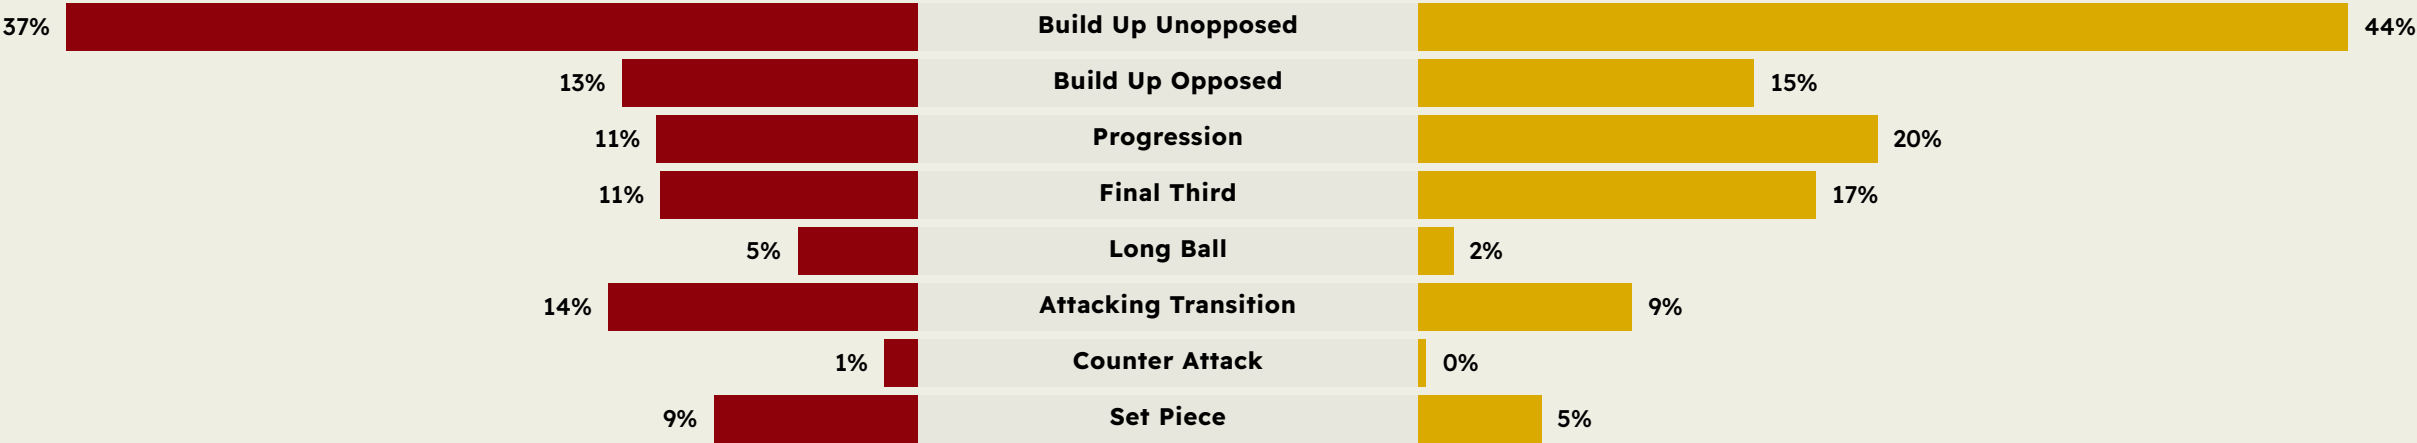 37% Build Up Unopposed 44%
13% Build Up Opposed 15%
11% Progression 20%
11% Final Third 17%
5% Long Ball 2%
14% Attacking Transition 9%
1% Counter Attack 0%
9% Set Piece 5%